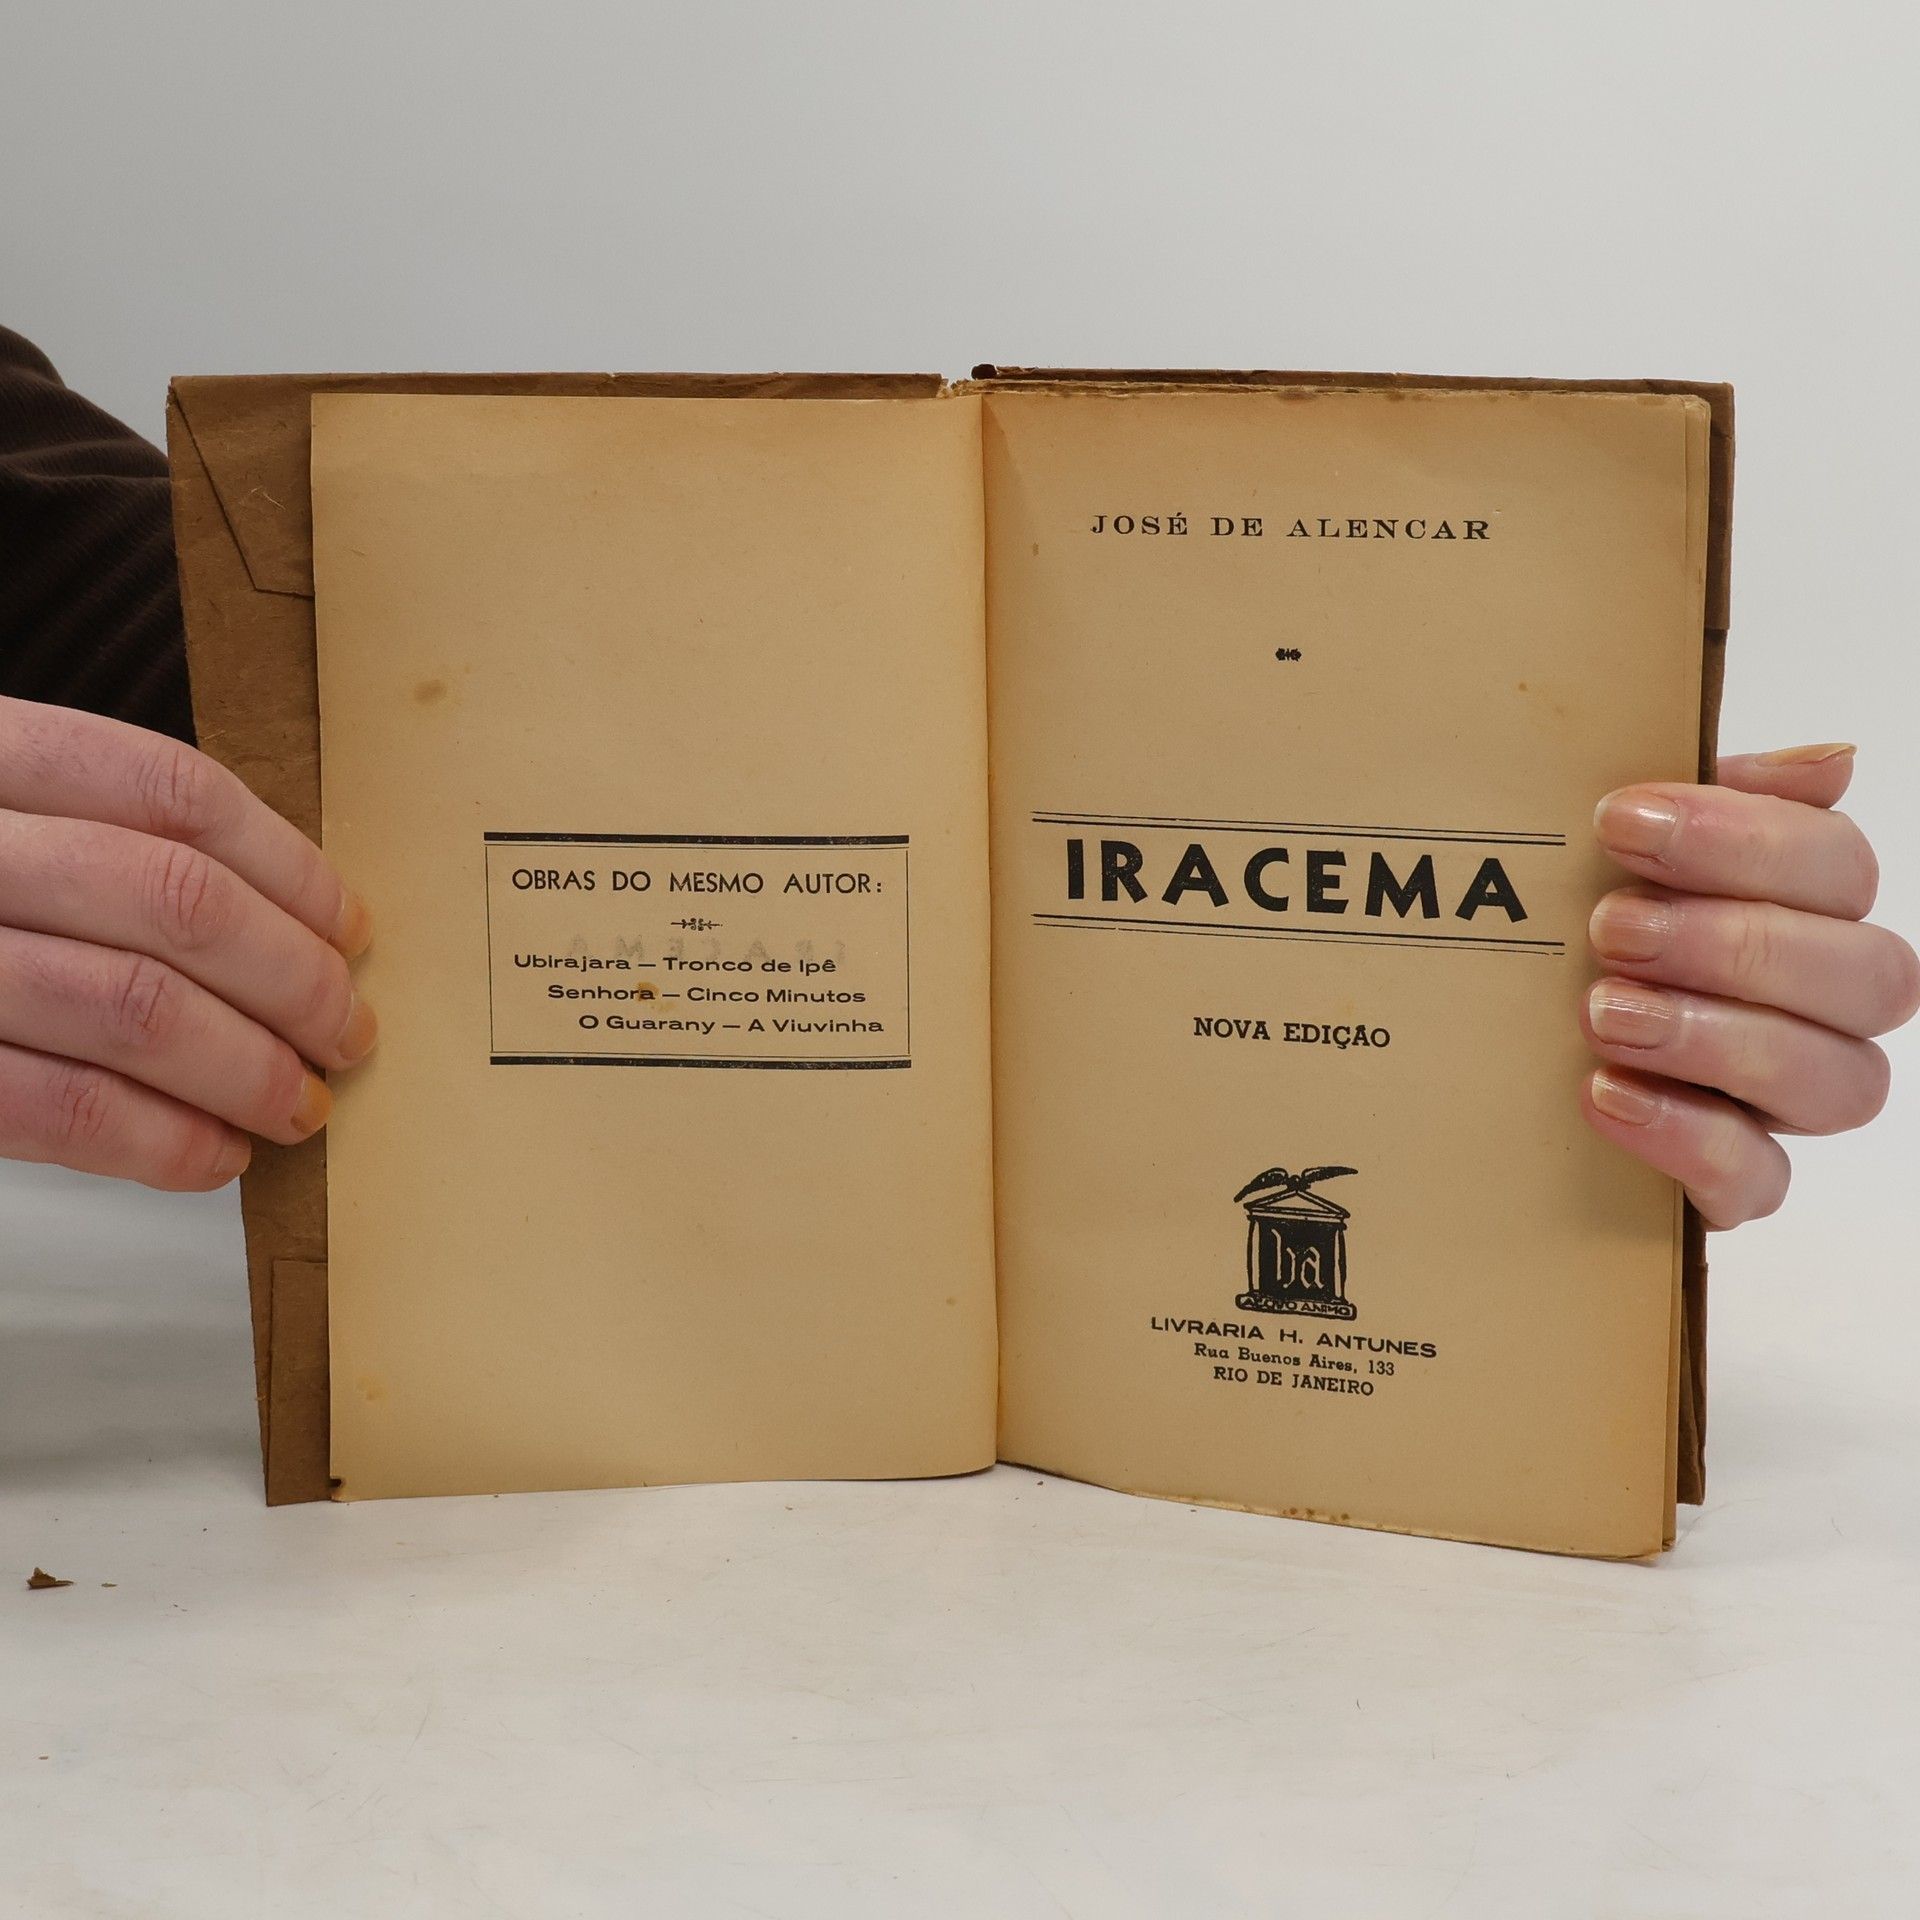 OBRAS DO MESMO AUTOR:
Ubirajara — Tronco de Ipê
Senhora — Cinco Minutos
O Guarany — A Viuvinha
JOSÉ DE ALENCAR
IRACEMA
NOVA EDIÇÃO
ha
ANIMO
LIVRARIA H. ANTUNES
Rua Buenos Aires, 133
RIO DE JANEIRO